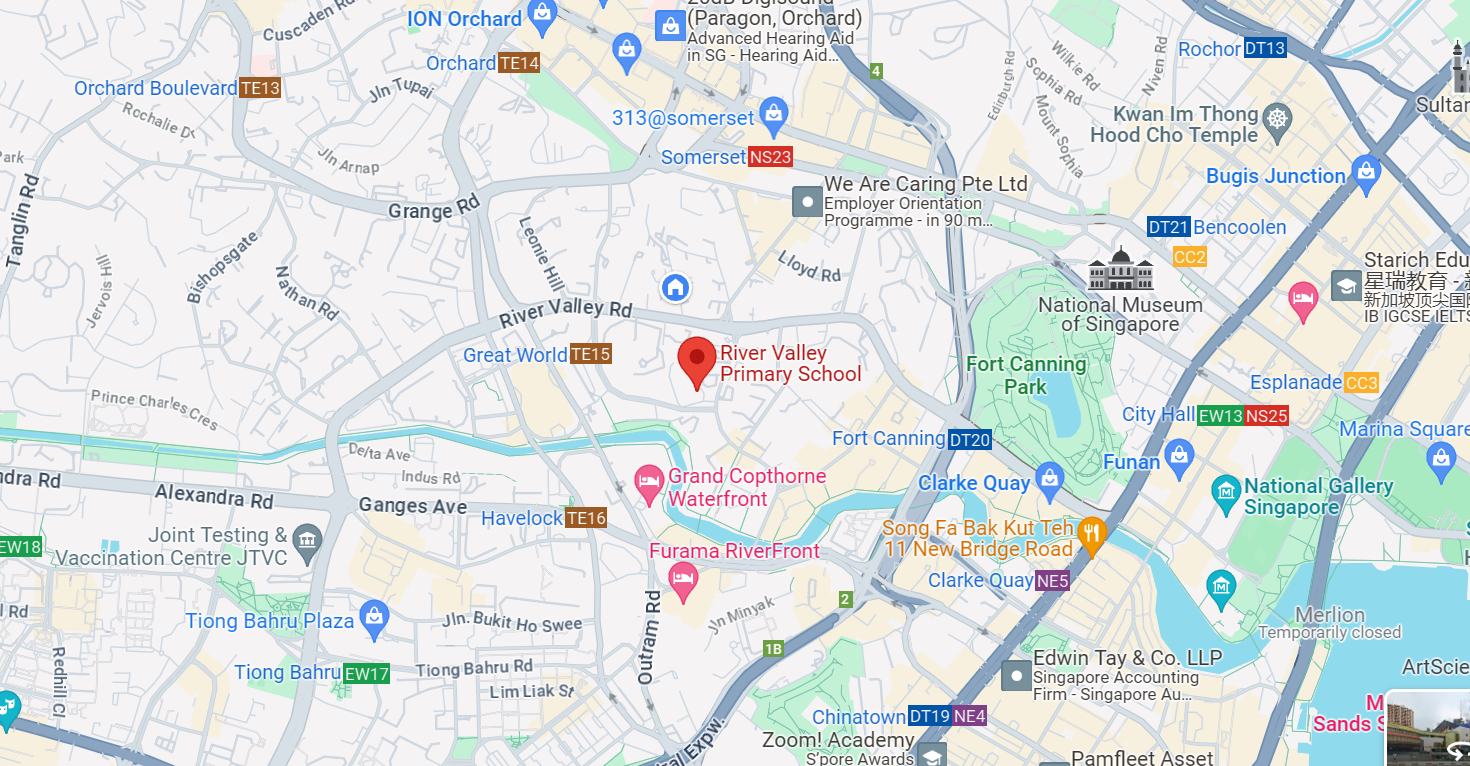 Cuscaden Rd
ION Orchard
(Paragon, Orchard)
Advanced Hearing Aid
in SG - Hearing Aid…
Orchard TE14
Orchard Boulevard TE13
Jln Tupai
Rochalie Dr
Park
Jln Arnap
Tanglin Rd
4
Rochor DT13
Edinburgh Rd
Wilkie Rd
Sophia Rd
Niven Rd
Mount Sophia
Kwan Im Thong
Hood Cho Temple
Sultan
313@somerset
Somerset NS23
We Are Caring Pte Ltd
Employer Orientation
Programme - in 90 m…
Bugis Junction
DT21 Bencoolen
CC2
Grange Rd
Bishopsgate
Jervois Hill
Nathan Rd
Leonie Hill
Lloyd Rd
National Museum
of Singapore
Starich Edu
星瑞教育 -
新加坡顶尖国
IB IGCSE IELTS
River Valley Rd
Great World TE15
River Valley
Primary School
Fort Canning
Park
Esplanade CC3
City Hall EW13 NS25
Prince Charles Cres
Fort Canning DT20
Marina Square
Funan
Delta Ave
Indus Rd
ndra Rd
Alexandra Rd
Ganges Ave
Grand Copthorne
Waterfront
Clarke Quay
National Gallery
Singapore
Havelock TE16
Joint Testing &
Vaccination Centre JTVC
EW18
Song Fa Bak Kut Teh
11 New Bridge Road
Furama RiverFront
Clarke Quay NE5
2
Outram Rd
Jln Minyak
l Rd
Tiong Bahru Plaza
Jln. Bukit Ho Swee
Merlion
Temporarily closed
1B
Redhill Cl
Tiong Bahru EW17
Tiong Bahru Rd
Lim Liak St
Edwin Tay & Co. LLP
Singapore Accounting
Firm - Singapore Au…
ArtScie
M
Sands S
Chinatown DT19 NE4
ral Expw.
Zoom! Academy
S'pore Awards
Pamfleet Asset